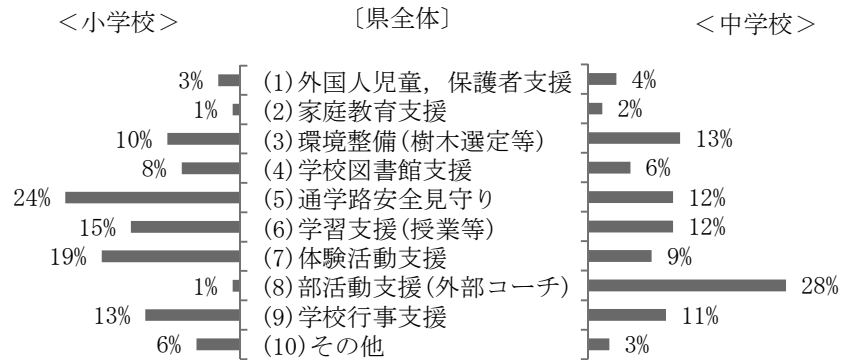 ＜小学校＞ 〔県全体〕 ＜中学校＞
3% (1)外国人児童，保護者支援 4%
1% (2)家庭教育支援 2%
10% (3)環境整備(樹木選定等) 13%
8% (4)学校図書館支援 6%
24% (5)通学路安全見守り 12%
15% (6)学習支援(授業等) 12%
19% (7)体験活動支援 9%
1% (8)部活動支援(外部コーチ) 28%
13% (9)学校行事支援 11%
6% (10)その他 3%